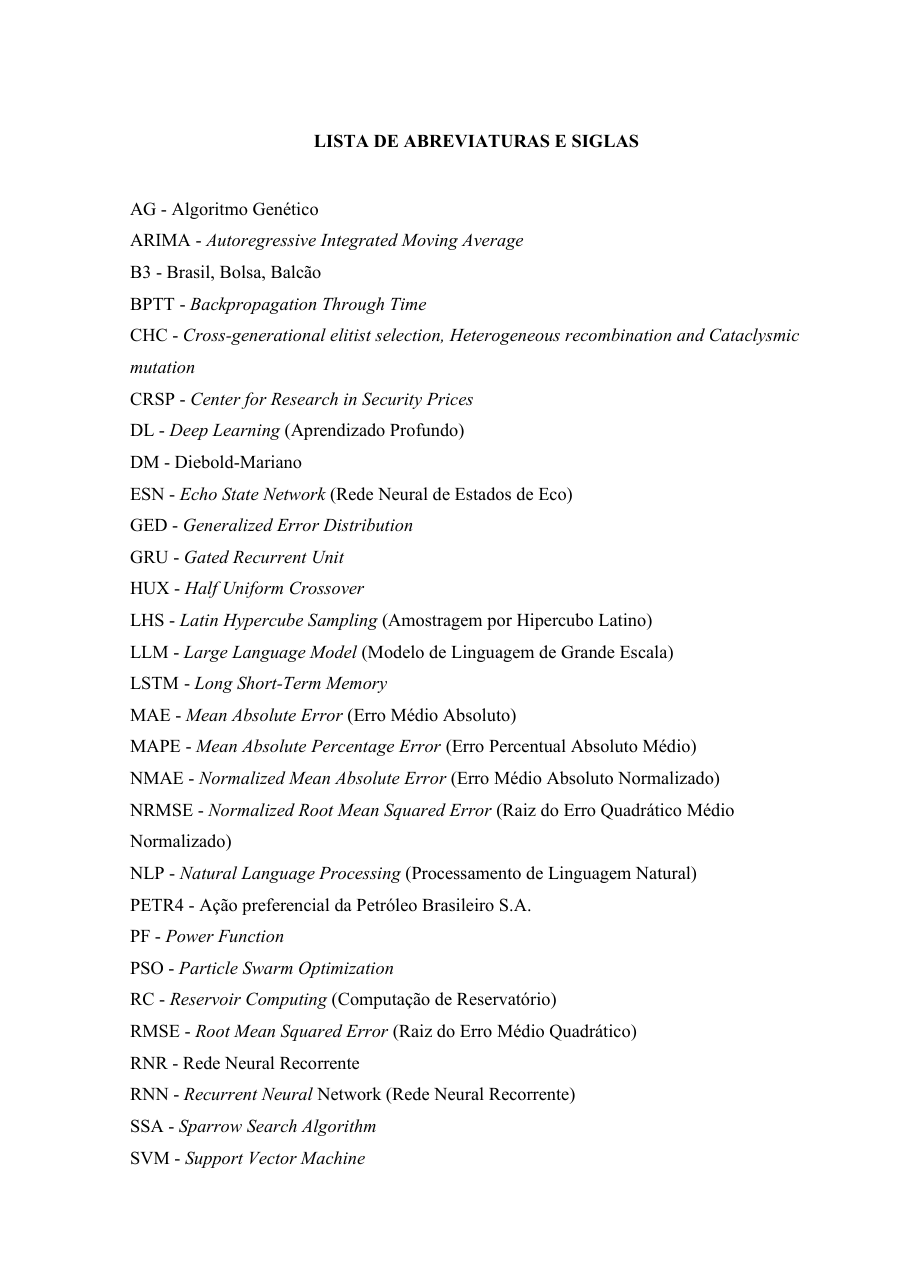 LISTA DE ABREVIATURAS E SIGLAS
AG - Algoritmo Genético
ARIMA - Autoregressive Integrated Moving Average
B3 - Brasil, Bolsa, Balcão
BPTT - Backpropagation Through Time
CHC - Cross-generational elitist selection, Heterogeneous recombination and Cataclysmic
mutation
CRSP - Center for Research in Security Prices
DL - Deep Learning (Aprendizado Profundo)
DM - Diebold-Mariano
ESN - Echo State Network (Rede Neural de Estados de Eco)
GED - Generalized Error Distribution
GRU - Gated Recurrent Unit
HUX - Half Uniform Crossover
LHS - Latin Hypercube Sampling (Amostragem por Hipercubo Latino)
LLM - Large Language Model (Modelo de Linguagem de Grande Escala)
LSTM - Long Short-Term Memory
MAE - Mean Absolute Error (Erro Médio Absoluto)
MAPE - Mean Absolute Percentage Error (Erro Percentual Absoluto Médio)
NMAE - Normalized Mean Absolute Error (Erro Médio Absoluto Normalizado)
NRMSE - Normalized Root Mean Squared Error (Raiz do Erro Quadrático Médio
Normalizado)
NLP - Natural Language Processing (Processamento de Linguagem Natural)
PETR4 - Ação preferencial da Petróleo Brasileiro S.A.
PF - Power Function
PSO - Particle Swarm Optimization
RC - Reservoir Computing (Computação de Reservatório)
RMSE - Root Mean Squared Error (Raiz do Erro Médio Quadrático)
RNR - Rede Neural Recorrente
RNN - Recurrent Neural Network (Rede Neural Recorrente)
SSA - Sparrow Search Algorithm
SVM - Support Vector Machine